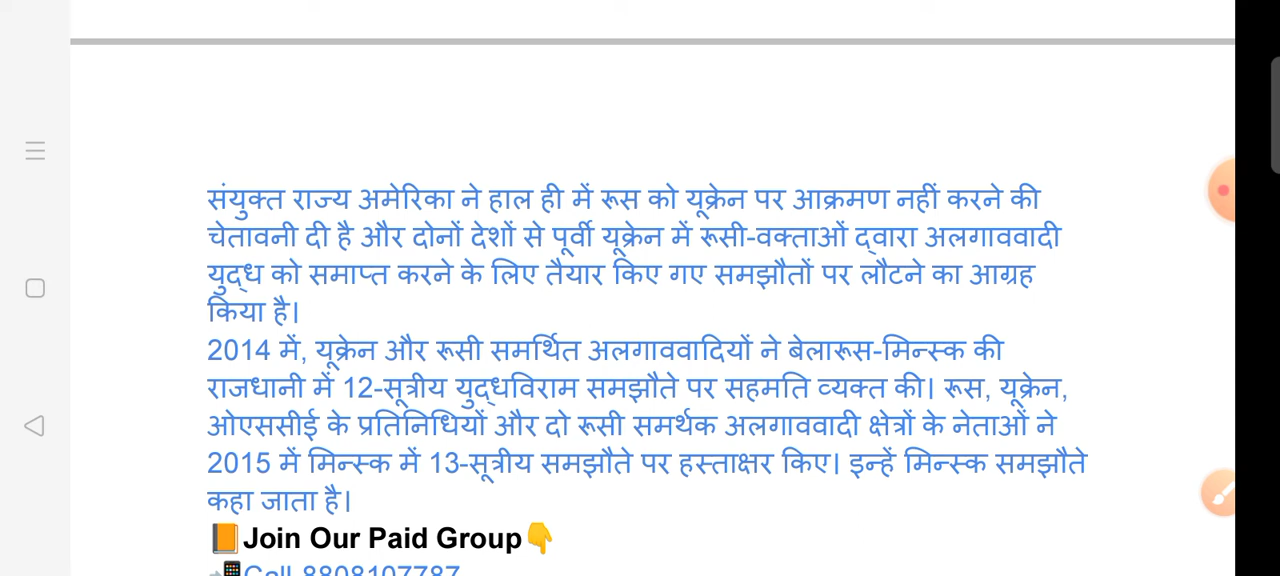 संयुक्त राज्य अमेरिका ने हाल ही में रूस को यूक्रेन पर आक्रमण नहीं करने की
चेतावनी दी है और दोनों देशों से पूर्वी यूक्रेन में रूसी-वक्ताओं द्वारा अलगाववादी
युद्ध को समाप्त करने के लिए तैयार किए गए समझौतों पर लौटने का आग्रह
किया है।
2014 में, यूक्रेन और रूसी समर्थित अलगाववादियों ने बेलारूस-मिन्स्क की
राजधानी में 12-सूत्रीय युद्धविराम समझौते पर सहमति व्यक्त की। रूस, यूक्रेन,
ओएससीई के प्रतिनिधियों और दो रूसी समर्थक अलगाववादी क्षेत्रों के नेताओं ने
2015 में मिन्स्क में 13-सूत्रीय समझौते पर हस्ताक्षर किए। इन्हें मिन्स्क समझौते
कहा जाता है।
📙Join Our Paid Group👇
📲Call 8808107787